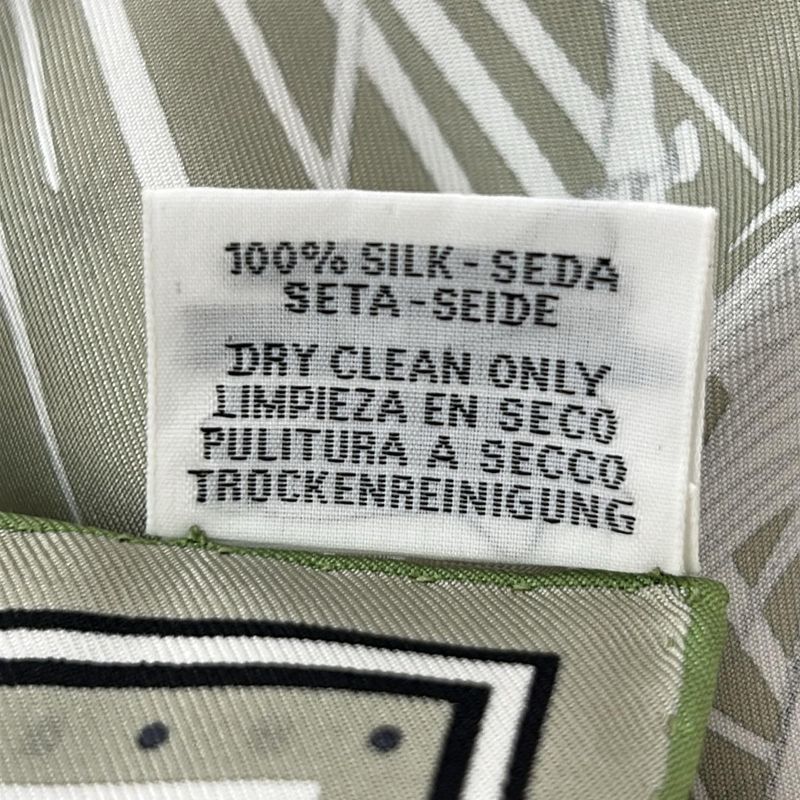 100% SILK - SEDA
SETA - SEIDE
DRY CLEAN ONLY
LIMPIEZA EN SECO
PULITURA A SECCO
TROCKENREINIGUNG